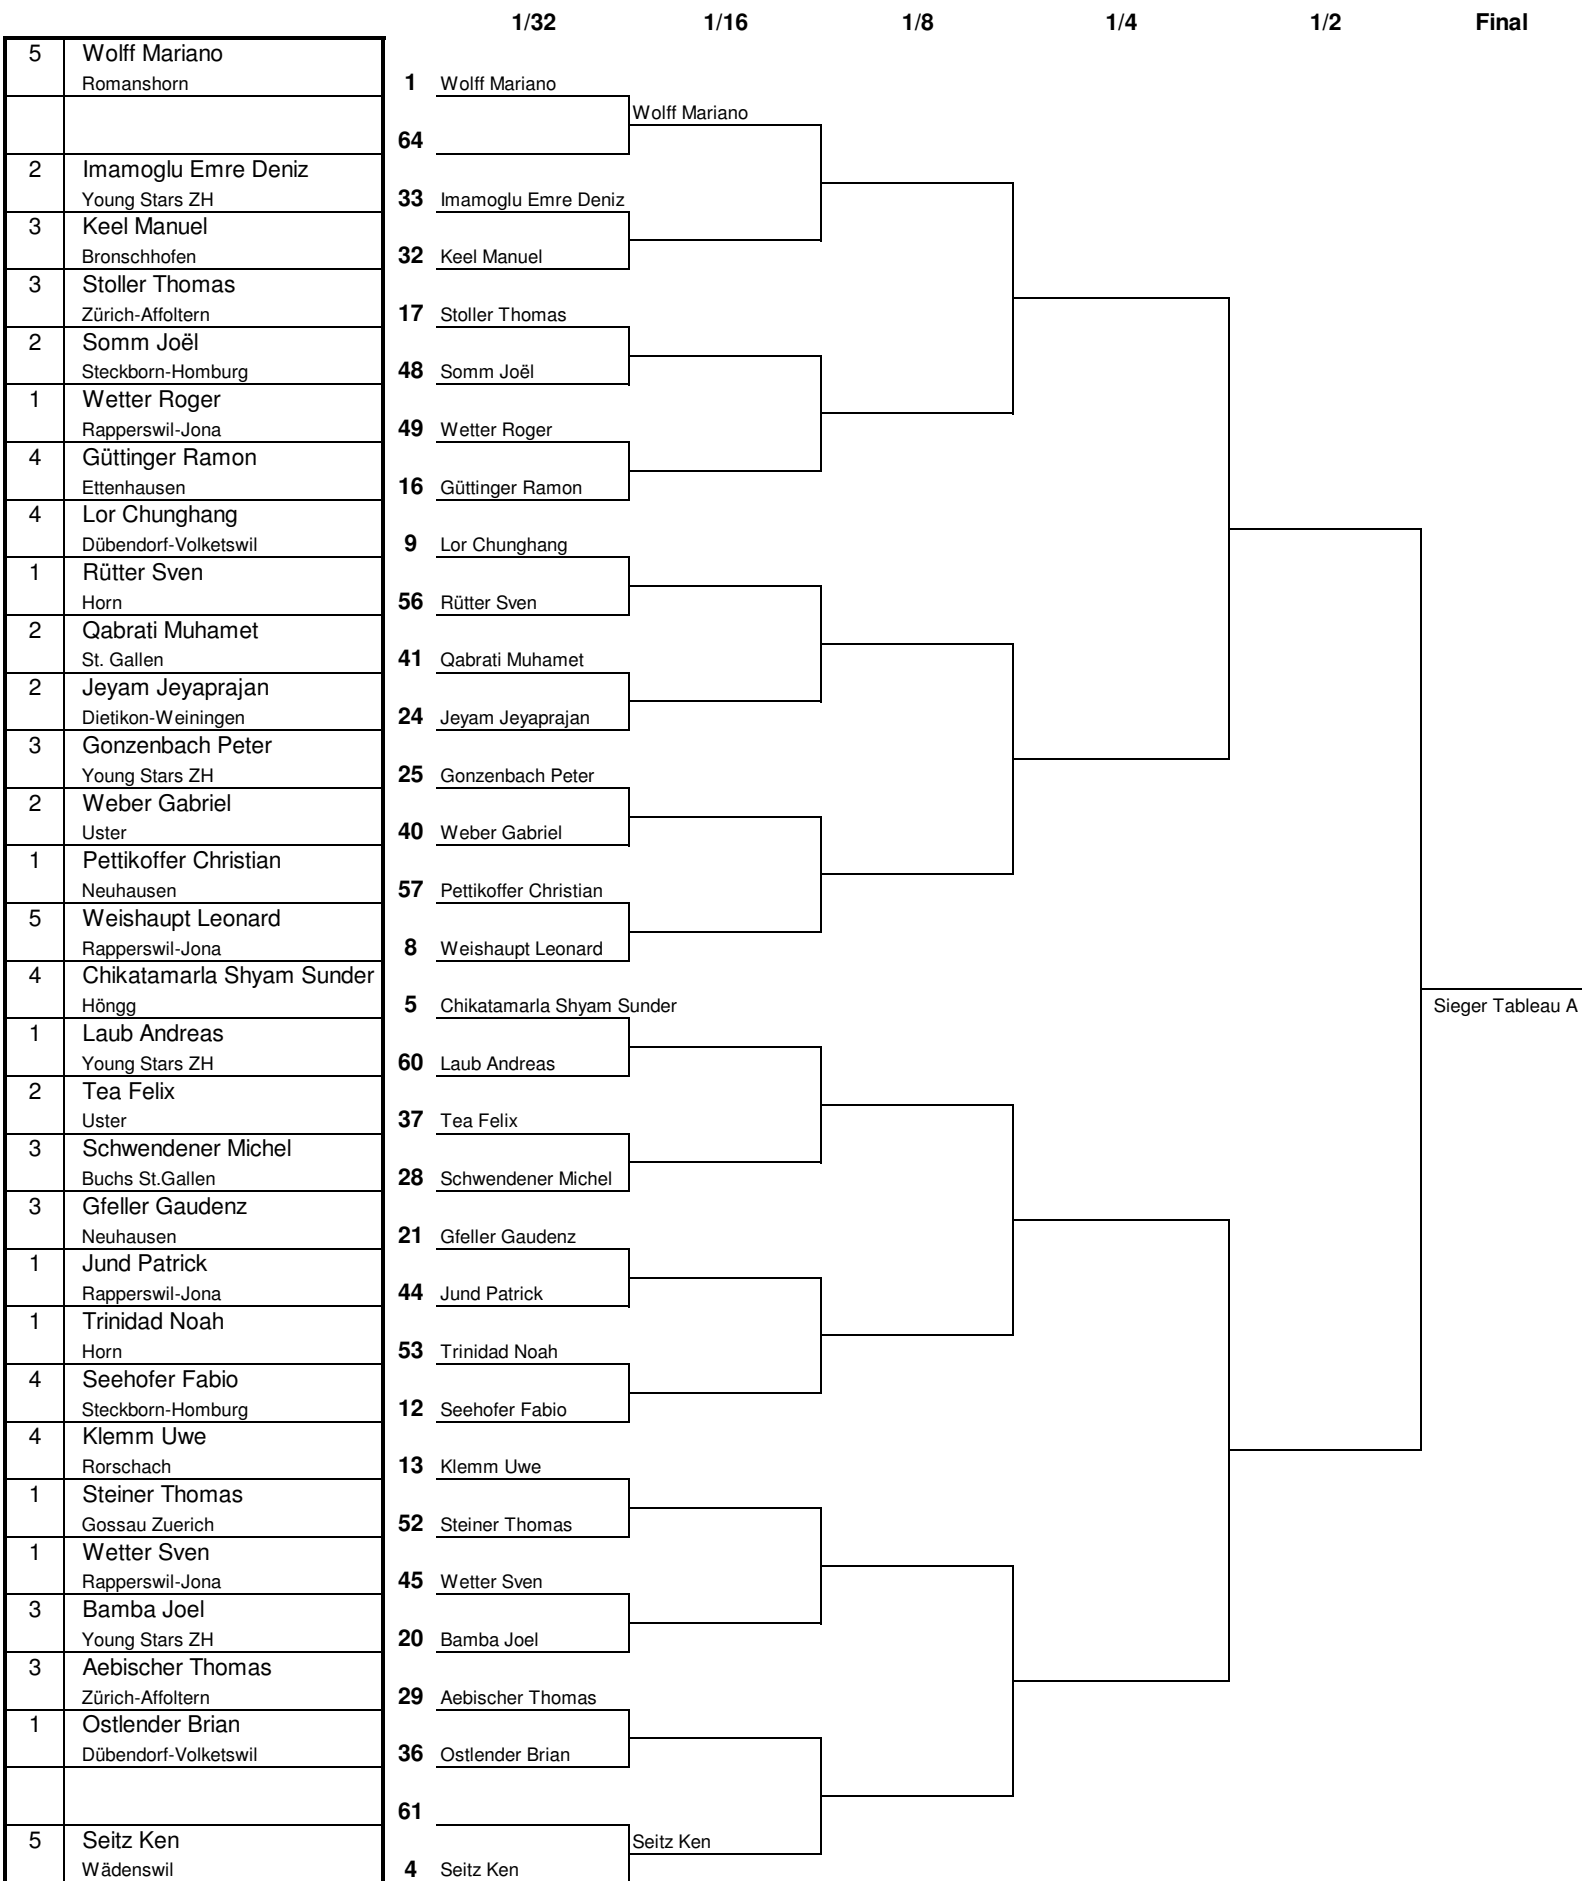 1/32 1/16 1/8 1/4 1/2 Final
5 Wolff Mariano
Romanshorn 1 Wolff Mariano
Wolff Mariano
64
2 Imamoglu Emre Deniz
Young Stars ZH 33 Imamoglu Emre Deniz
3 Keel Manuel
Bronschhofen 32 Keel Manuel
3 Stoller Thomas
Zürich-Affoltern 17 Stoller Thomas
2 Somm Joël
Steckborn-Homburg 48 Somm Joël
1 Wetter Roger
Rapperswil-Jona 49 Wetter Roger
4 Güttinger Ramon
Ettenhausen 16 Güttinger Ramon
4 Lor Chunghang
Dübendorf-Volketswil 9 Lor Chunghang
1 Rütter Sven
Horn 56 Rütter Sven
2 Qabrati Muhamet
St. Gallen 41 Qabrati Muhamet
2 Jeyam Jeyaprajan
Dietikon-Weiningen 24 Jeyam Jeyaprajan
3 Gonzenbach Peter
Young Stars ZH 25 Gonzenbach Peter
2 Weber Gabriel
Uster 40 Weber Gabriel
1 Pettikoffer Christian
Neuhausen 57 Pettikoffer Christian
5 Weishaupt Leonard
Rapperswil-Jona 8 Weishaupt Leonard
4 Chikatamarla Shyam Sunder
Höngg 5 Chikatamarla Shyam Sunder Sieger Tableau A
1 Laub Andreas
Young Stars ZH 60 Laub Andreas
2 Tea Felix
Uster 37 Tea Felix
3 Schwendener Michel
Buchs St.Gallen 28 Schwendener Michel
3 Gfeller Gaudenz
Neuhausen 21 Gfeller Gaudenz
1 Jund Patrick
Rapperswil-Jona 44 Jund Patrick
1 Trinidad Noah
Horn 53 Trinidad Noah
4 Seehofer Fabio
Steckborn-Homburg 12 Seehofer Fabio
4 Klemm Uwe
Rorschach 13 Klemm Uwe
1 Steiner Thomas
Gossau Zuerich 52 Steiner Thomas
1 Wetter Sven
Rapperswil-Jona 45 Wetter Sven
3 Bamba Joel
Young Stars ZH 20 Bamba Joel
3 Aebischer Thomas
Zürich-Affoltern 29 Aebischer Thomas
1 Ostlender Brian
Dübendorf-Volketswil 36 Ostlender Brian
61
5 Seitz Ken Seitz Ken
Wädenswil 4 Seitz Ken